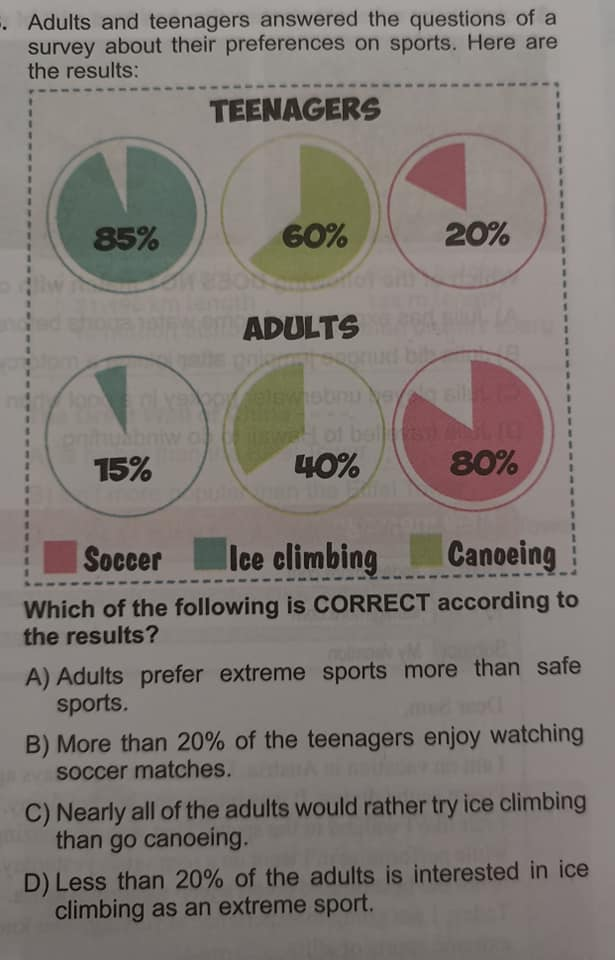 . Adults and teenagers answered the questions of a
survey about their preferences on sports. Here are
the results:
TEENAGERS
85%
60%
20%
ADULTS
15%
40%
80%
Soccer
Ice climbing
Canoeing
Which of the following is CORRECT according to
the results?
A) Adults prefer extreme sports more than safe
sports.
B) More than 20% of the teenagers enjoy watching
soccer matches.
C) Nearly all of the adults would rather try ice climbing
than go canoeing.
D) Less than 20% of the adults is interested in ice
climbing as an extreme sport.